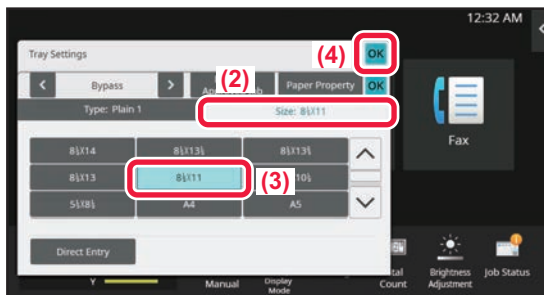 12:32 AM
Tray Settings
(4)
OK
Bypass
(2)
Paper Property
OK
Type: Plain 1
Size: 8½X11
Fax
8½X14
8½X13½
8½X13⅖
8½X13
8½X11
(3)
5½X8½
A4
A5
Direct Entry
Y
Manual
Display
Mode
Count
Brightness
Adjustment
Job Status